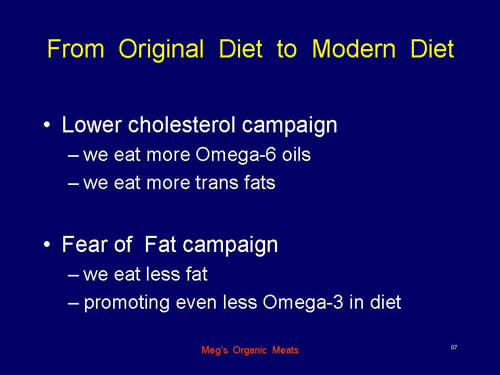 From Original Diet to Modern Diet
• Lower cholesterol campaign
– we eat more Omega-6 oils
– we eat more trans fats
• Fear of Fat campaign
– we eat less fat
– promoting even less Omega-3 in diet
Meg's Organic Meats
87